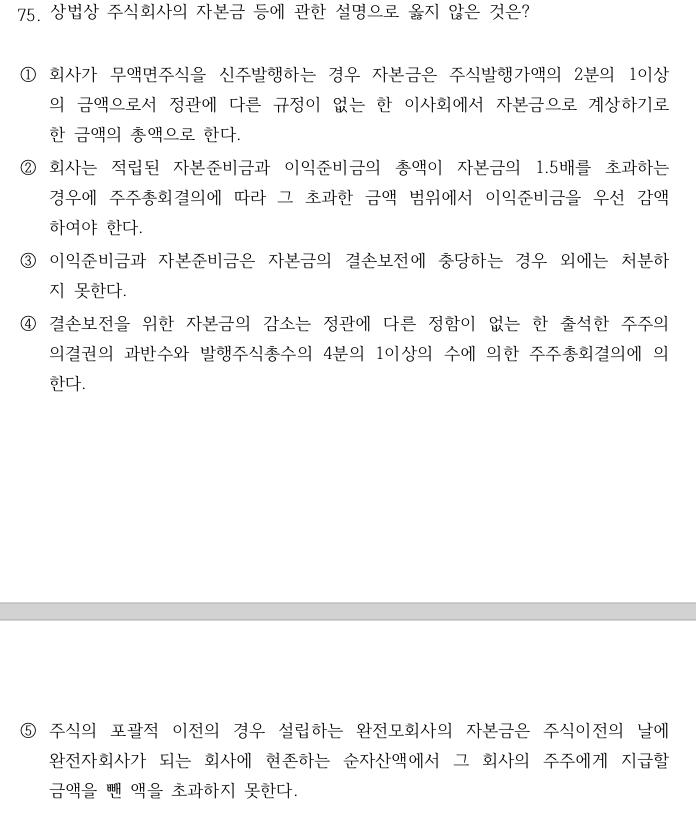 75. 상법상 주식회사의 자본금 등에 관한 설명으로 옳지 않은 것은?
① 회사가 무액면주식을 신주발행하는 경우 자본금은 주식발행가액의 2분의 1이상
의 금액으로서 정관에 다른 규정이 없는 한 이사회에서 자본금으로 계상하기로
한 금액의 총액으로 한다.
② 회사는 적립된 자본준비금과 이익준비금의 총액이 자본금의 1.5배를 초과하는
경우에 주주총회결의에 따라 그 초과한 금액 범위에서 이익준비금을 우선 감액
하여야 한다.
③ 이익준비금과 자본준비금은 자본금의 결손보전에 충당하는 경우 외에는 처분하
지 못한다.
④ 결손보전을 위한 자본금의 감소는 정관에 다른 정함이 없는 한 출석한 주주의
의결권의 과반수와 발행주식총수의 4분의 1이상의 수에 의한 주주총회결의에 의
한다.
⑤ 주식의 포괄적 이전의 경우 설립하는 완전모회사의 자본금은 주식이전의 날에
완전자회사가 되는 회사에 현존하는 순자산액에서 그 회사의 주주에게 지급할
금액을 뺀 액을 초과하지 못한다.